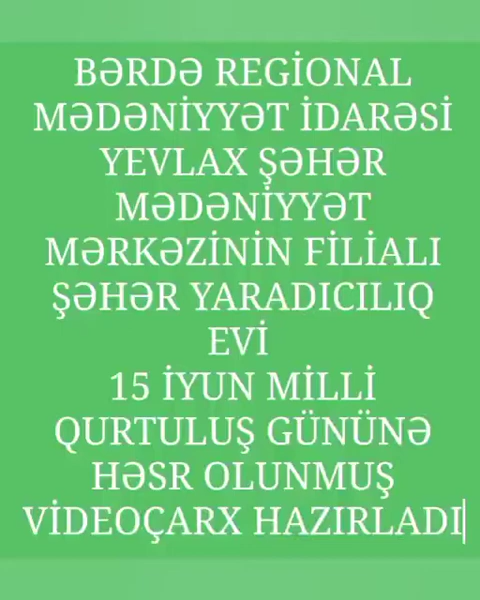 BƏRDƏ REGİONAL
MƏDƏNİYYƏT İDARƏSİ
YEVLAX ŞƏHƏR
MƏDƏNİYYƏT
MƏRKƏZİNİN FİLİALI
ŞƏHƏR YARADICILIQ
EVİ
15 İYUN MİLLİ
QURTULUŞ GÜNÜNƏ
HƏSR OLUNMUŞ
VİDEOÇARX HAZIRLADI